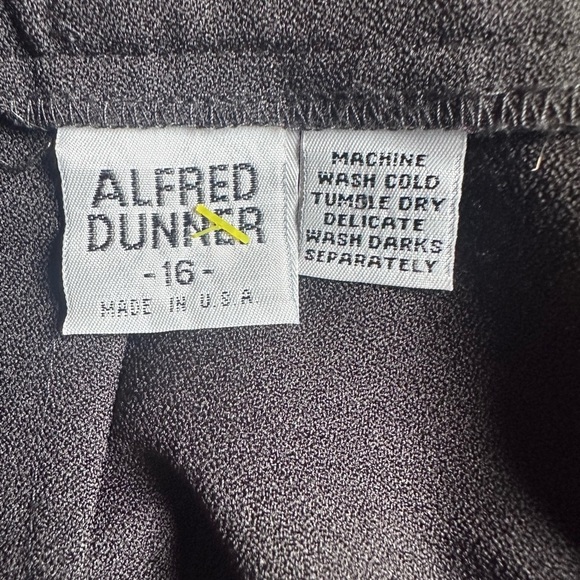 ALFRED
DUNNER
-16-
MADE IN U.S.A.
MACHINE
WASH COLD
TUMBLE DRY
DELICATE
WASH DARKS
SEPARATELY